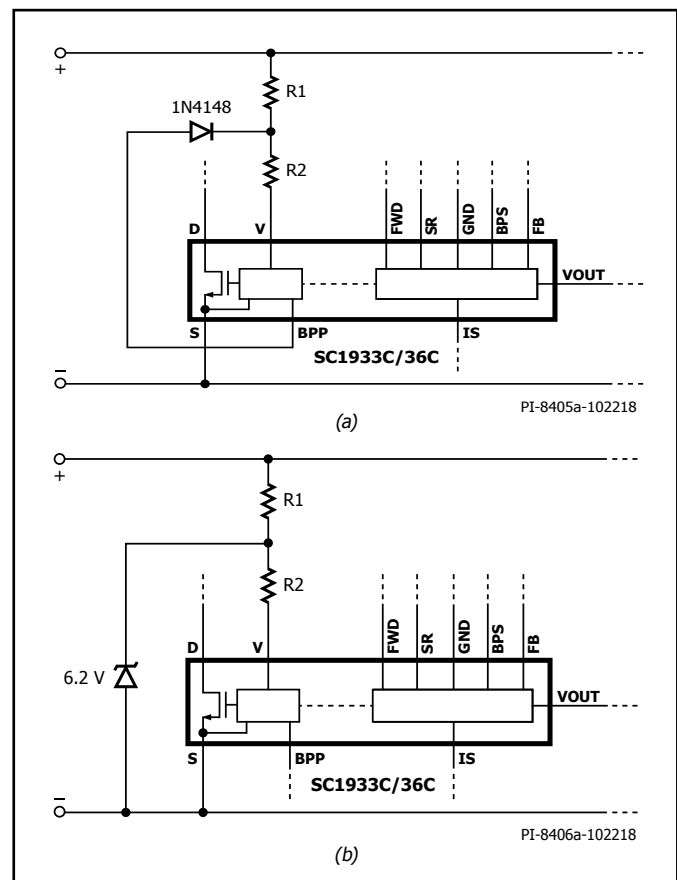 +
R1
1N4148
R2
D
V
FWD
SR
GND
BPS
FB
VOUT
S
BPP
IS
SC1933C/36C
–
PI-8405a-102218
(a)
+
R1
R2
D
V
FWD
SR
GND
BPS
FB
6.2 V
VOUT
S
BPP
IS
SC1933C/36C
–
PI-8406a-102218
(b)